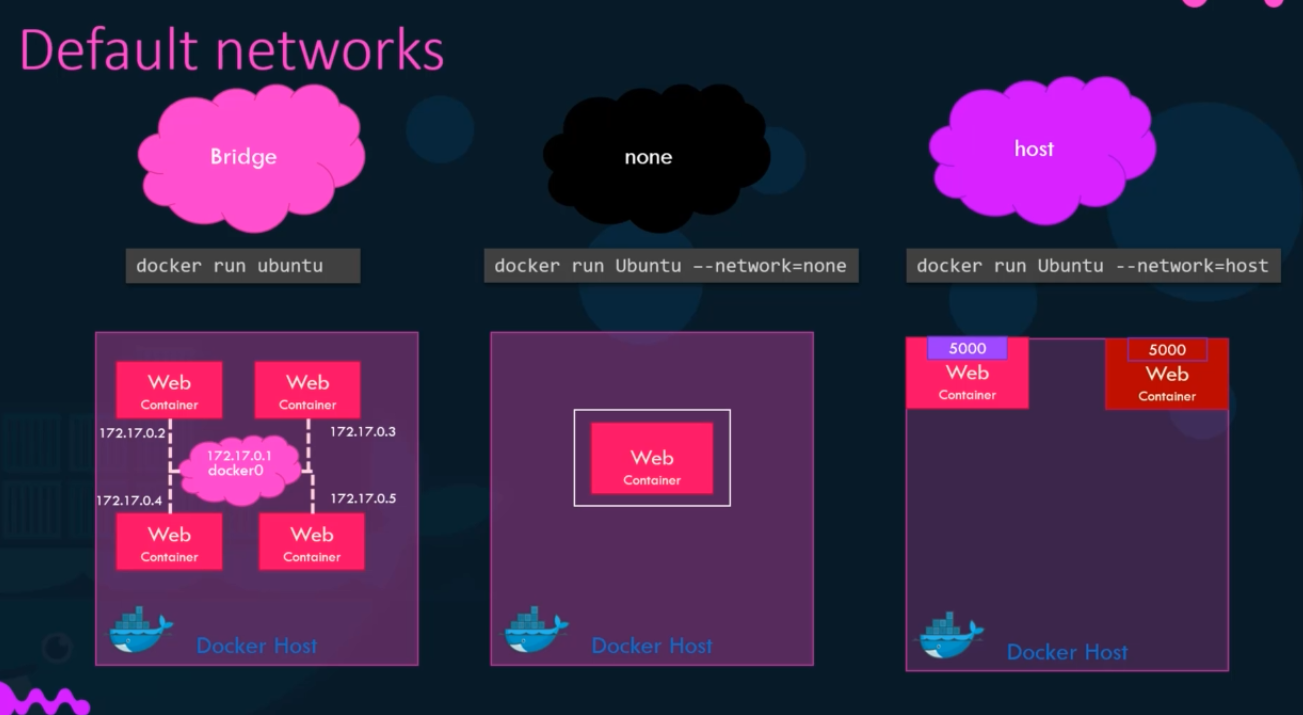 Default networks
Bridge
none
host
docker run ubuntu
docker run Ubuntu –-network=none
docker run Ubuntu --network=host
Web
Container
Web
Container
172.17.0.2
172.17.0.3
172.17.0.1
docker0
172.17.0.4
172.17.0.5
Web
Container
Web
Container
Docker Host
Web
Container
Docker Host
5000
Web
Container
5000
Web
Container
Docker Host